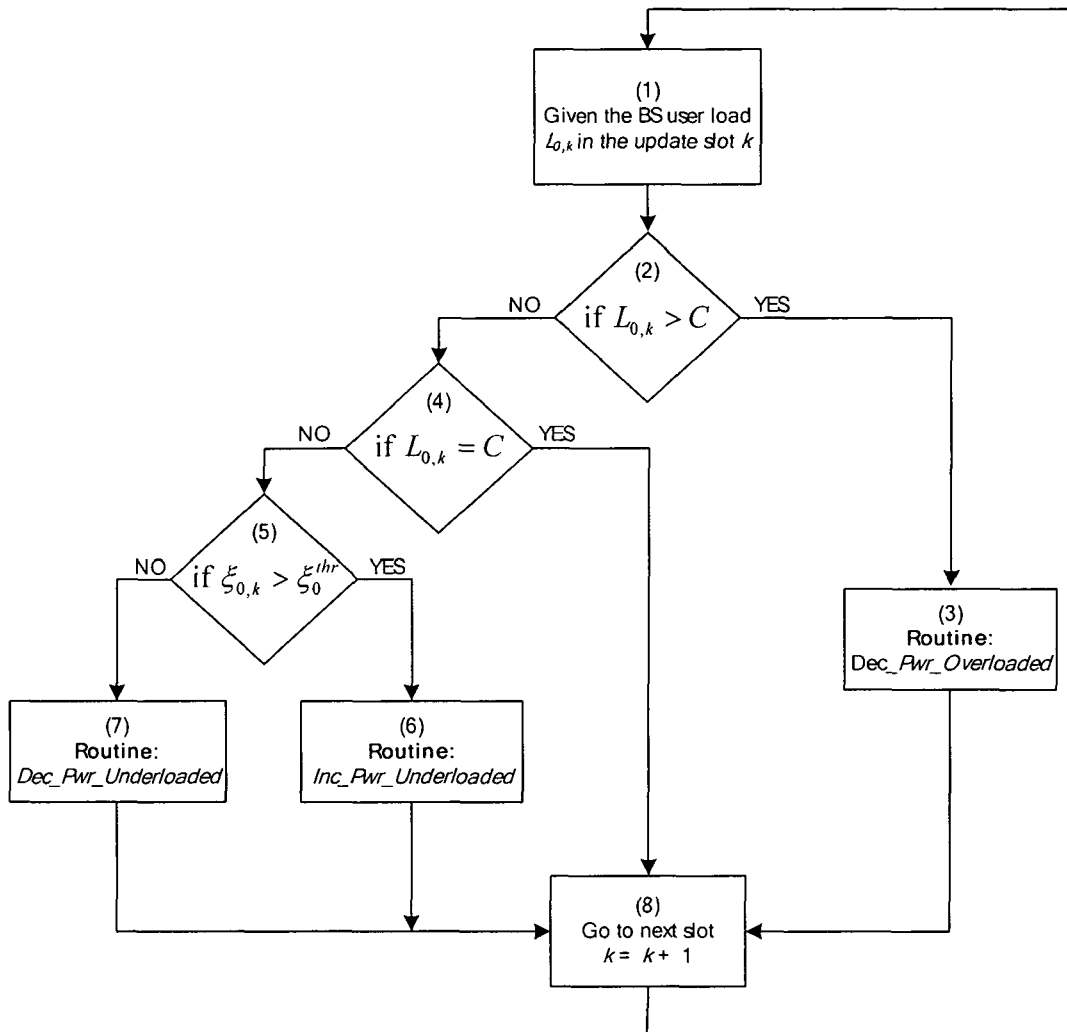 (1)
Given the BS user load
L0,k in the update slot k
(2)
if L0,k > C
NO
YES
(4)
if L0,k = C
NO
YES
(5)
if ξ0,k > ξ0^thr
NO
YES
(3)
Routine:
Dec_Pwr_Overloaded
(7)
Routine:
Dec_Pwr_Underloaded
(6)
Routine:
Inc_Pwr_Underloaded
(8)
Go to next slot
k = k + 1